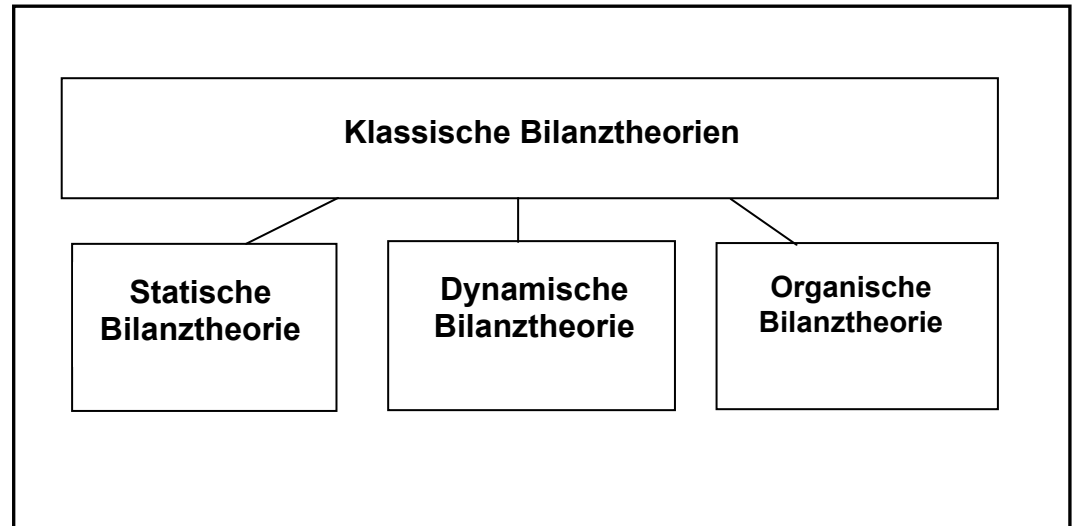 Klassische Bilanztheorien
Statische
Bilanztheorie
Dynamische
Bilanztheorie
Organische
Bilanztheorie